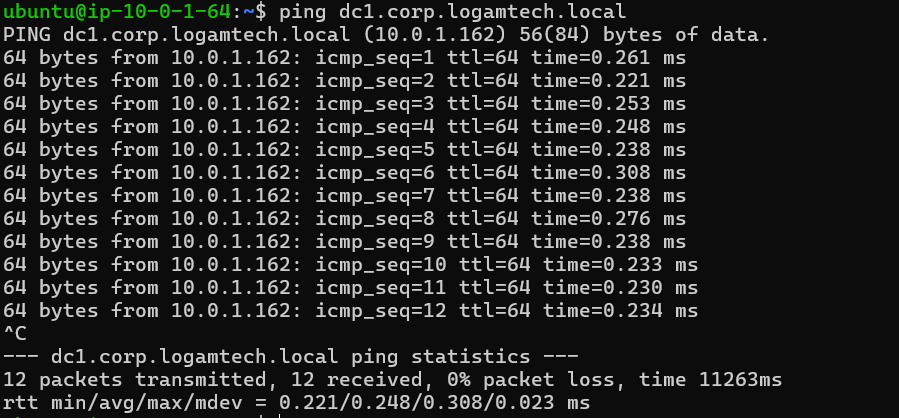 ubuntu@ip-10-0-1-64:~$ ping dc1.corp.logamtech.local
PING dc1.corp.logamtech.local (10.0.1.162) 56(84) bytes of data.
64 bytes from 10.0.1.162: icmp_seq=1 ttl=64 time=0.261 ms
64 bytes from 10.0.1.162: icmp_seq=2 ttl=64 time=0.221 ms
64 bytes from 10.0.1.162: icmp_seq=3 ttl=64 time=0.253 ms
64 bytes from 10.0.1.162: icmp_seq=4 ttl=64 time=0.248 ms
64 bytes from 10.0.1.162: icmp_seq=5 ttl=64 time=0.238 ms
64 bytes from 10.0.1.162: icmp_seq=6 ttl=64 time=0.308 ms
64 bytes from 10.0.1.162: icmp_seq=7 ttl=64 time=0.238 ms
64 bytes from 10.0.1.162: icmp_seq=8 ttl=64 time=0.276 ms
64 bytes from 10.0.1.162: icmp_seq=9 ttl=64 time=0.238 ms
64 bytes from 10.0.1.162: icmp_seq=10 ttl=64 time=0.233 ms
64 bytes from 10.0.1.162: icmp_seq=11 ttl=64 time=0.230 ms
64 bytes from 10.0.1.162: icmp_seq=12 ttl=64 time=0.234 ms
^C
--- dc1.corp.logamtech.local ping statistics ---
12 packets transmitted, 12 received, 0% packet loss, time 11263ms
rtt min/avg/max/mdev = 0.221/0.248/0.308/0.023 ms